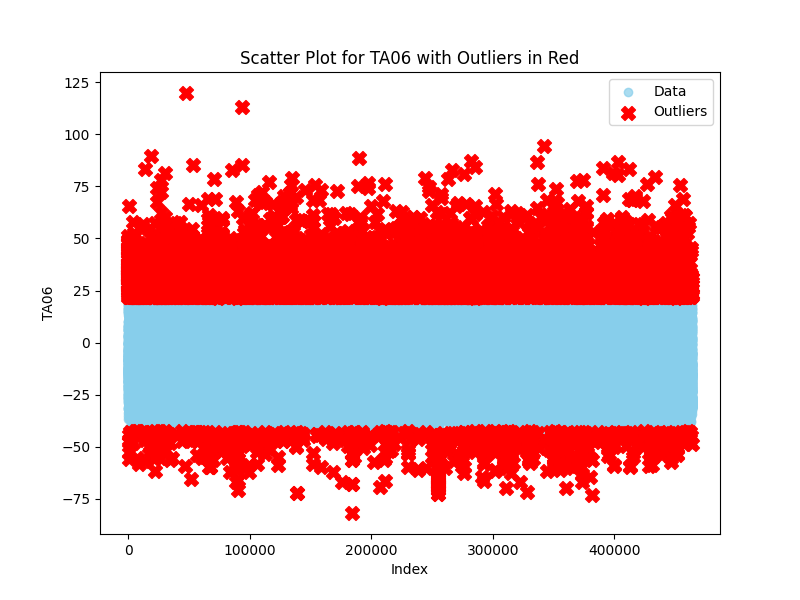 Scatter Plot for TA06 with Outliers in Red
Data
Outliers
125
100
75
50
25
0
−25
−50
−75
TA06
0 100000 200000 300000 400000
Index